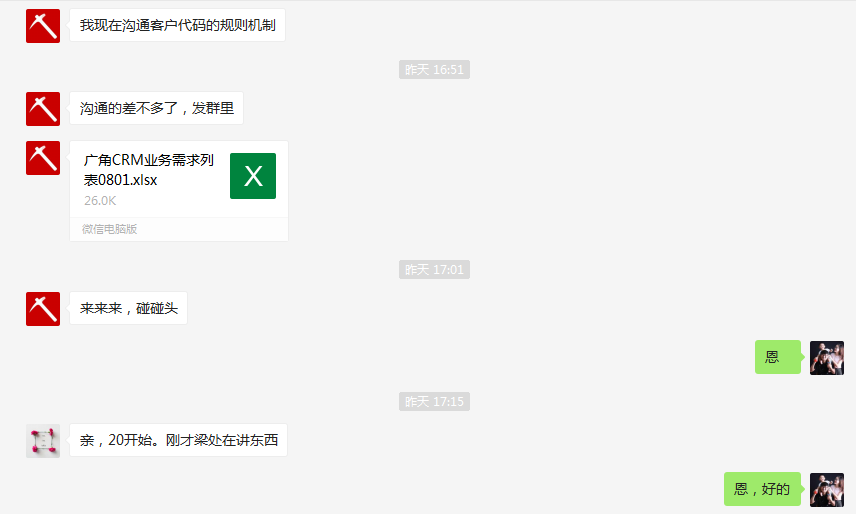 我现在沟通客户代码的规则机制
昨天 16:51
沟通的差不多了，发群里
广角CRM业务需求列
表0801.xlsx
X
26.0K
微信电脑版
昨天 17:01
来来来，碰碰头
恩
昨天 17:15
亲，20开始。刚才梁处在讲东西
恩，好的